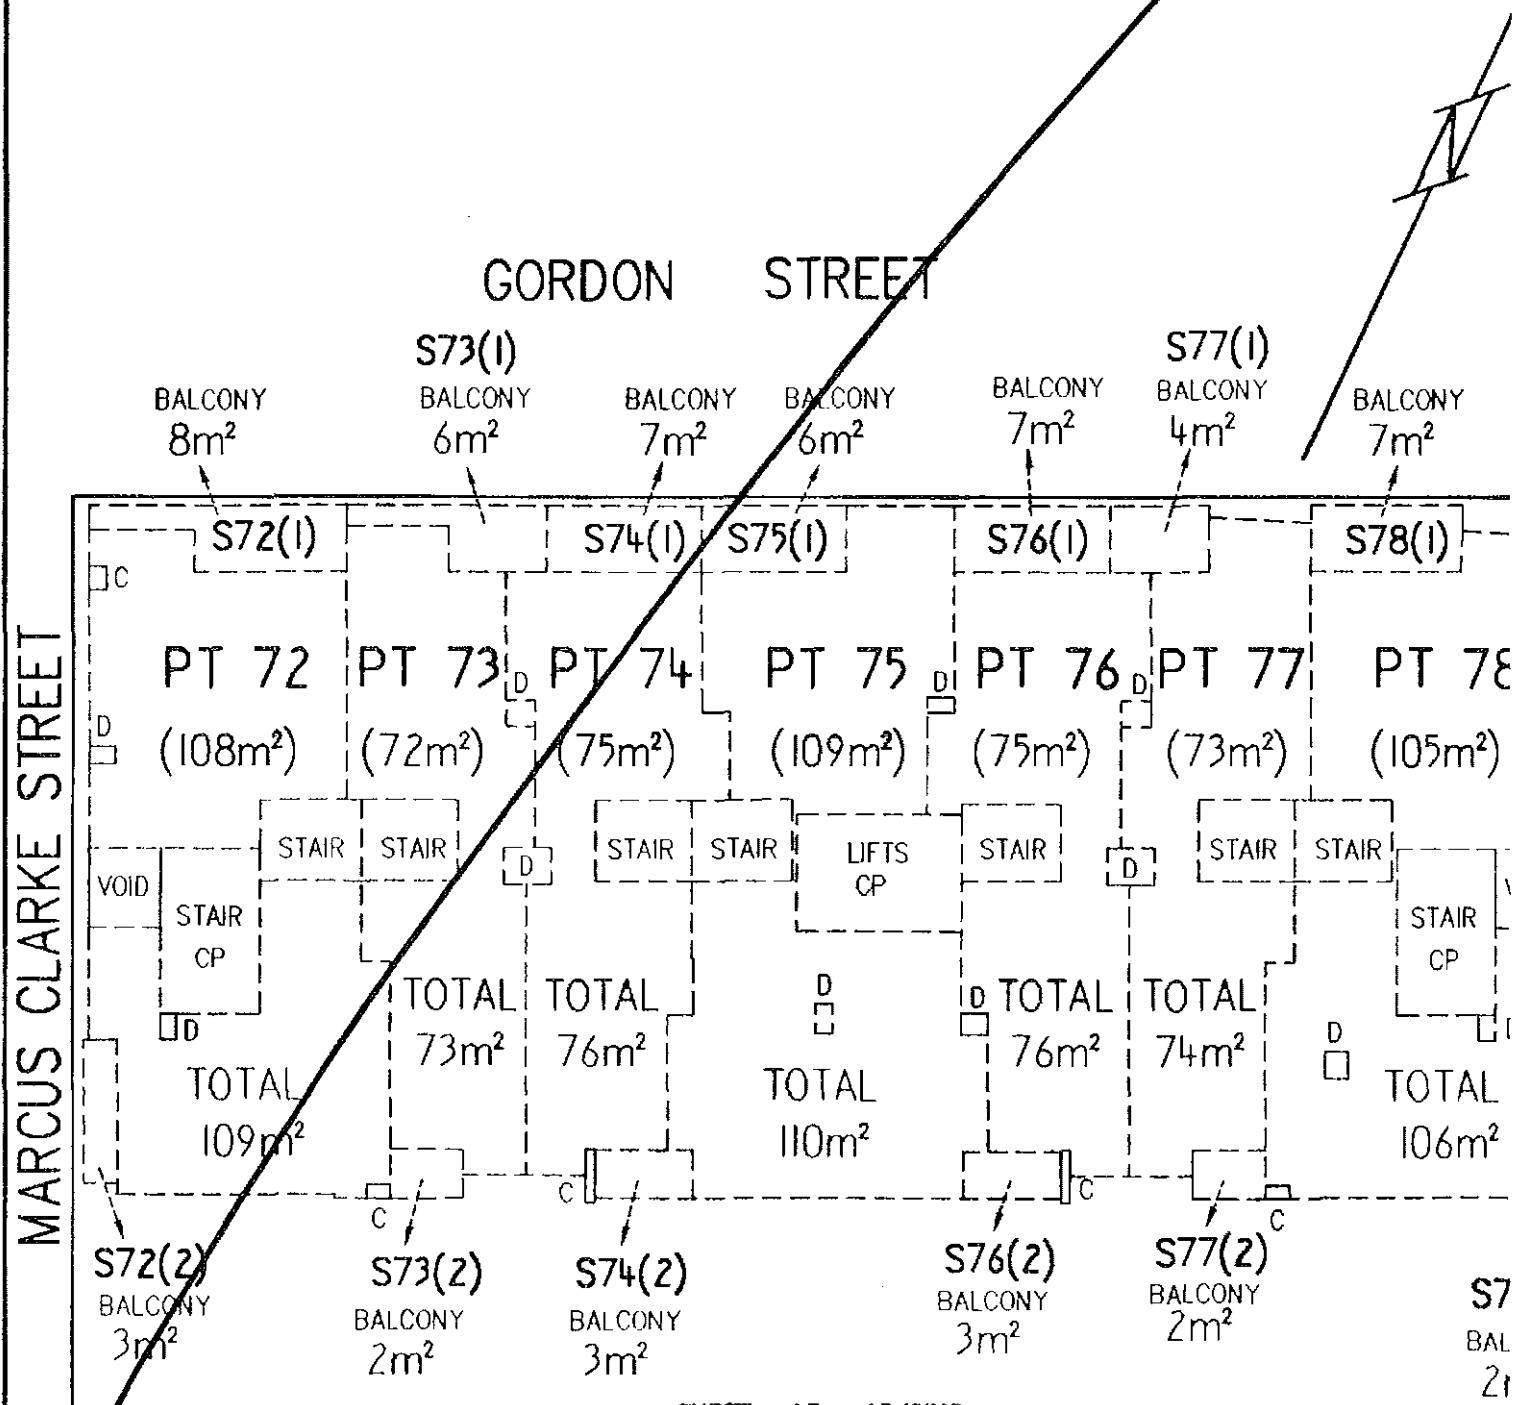 GORDON STREET
S73(1)
S77(1)
BALCONY
8m²
BALCONY
6m²
BALCONY
7m²
BALCONY
6m²
BALCONY
7m²
BALCONY
4m²
BALCONY
7m²
S72(1)
S74(1)
S75(1)
S76(1)
S78(1)
C
MARCUS CLARKE STREET
PT 72
(108m²)
PT 73
(72m²)
PT 74
(75m²)
PT 75
(109m²)
PT 76
(75m²)
PT 77
(73m²)
PT 78
(105m²)
D
D
D
D
VOID
STAIR
CP
STAIR
STAIR
D
STAIR
STAIR
LIFTS
CP
STAIR
D
STAIR
STAIR
STAIR
CP
D
TOTAL
109m²
TOTAL
73m²
TOTAL
76m²
D
TOTAL
110m²
D
TOTAL
76m²
TOTAL
74m²
D
TOTAL
106m²
C
C
C
C
S72(2)
BALCONY
3m²
S73(2)
BALCONY
2m²
S74(2)
BALCONY
3m²
S76(2)
BALCONY
3m²
S77(2)
BALCONY
2m²
S7
BAL